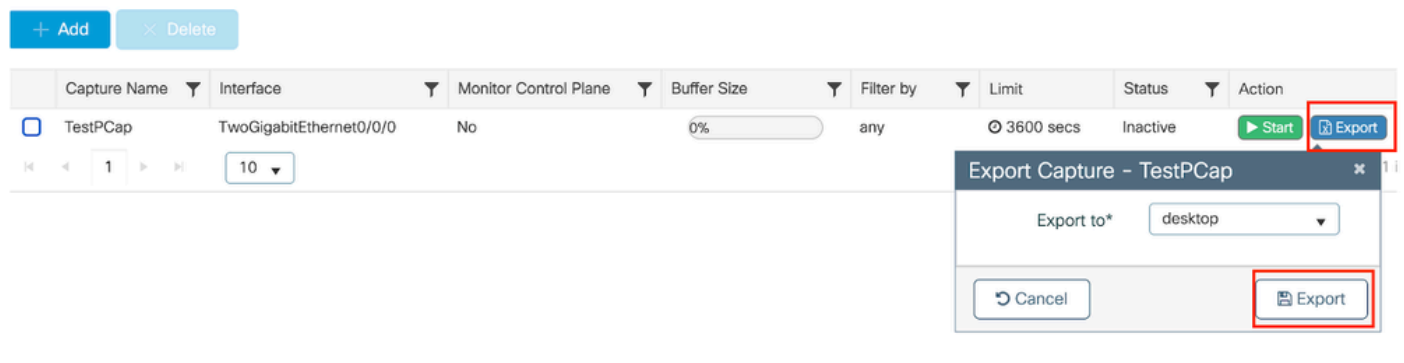 + Add × Delete
Capture Name Interface Monitor Control Plane Buffer Size Filter by Limit Status Action
TestPCap TwoGigabitEthernet0/0/0 No 0% any 3600 secs Inactive Start Export
1 10 1 i
Export Capture - TestPCap ×
Export to* desktop
Cancel Export